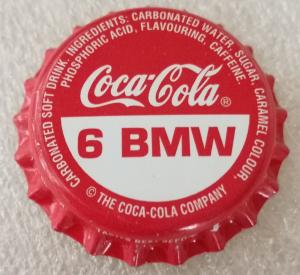 CARBONATED SOFT DRINK. INGREDIENTS: CARBONATED WATER, SUGAR, CARAMEL COLOUR,
PHOSPHORIC ACID, FLAVOURING, CAFFEINE.
Coca-Cola®
6 BMW
© THE COCA-COLA COMPANY